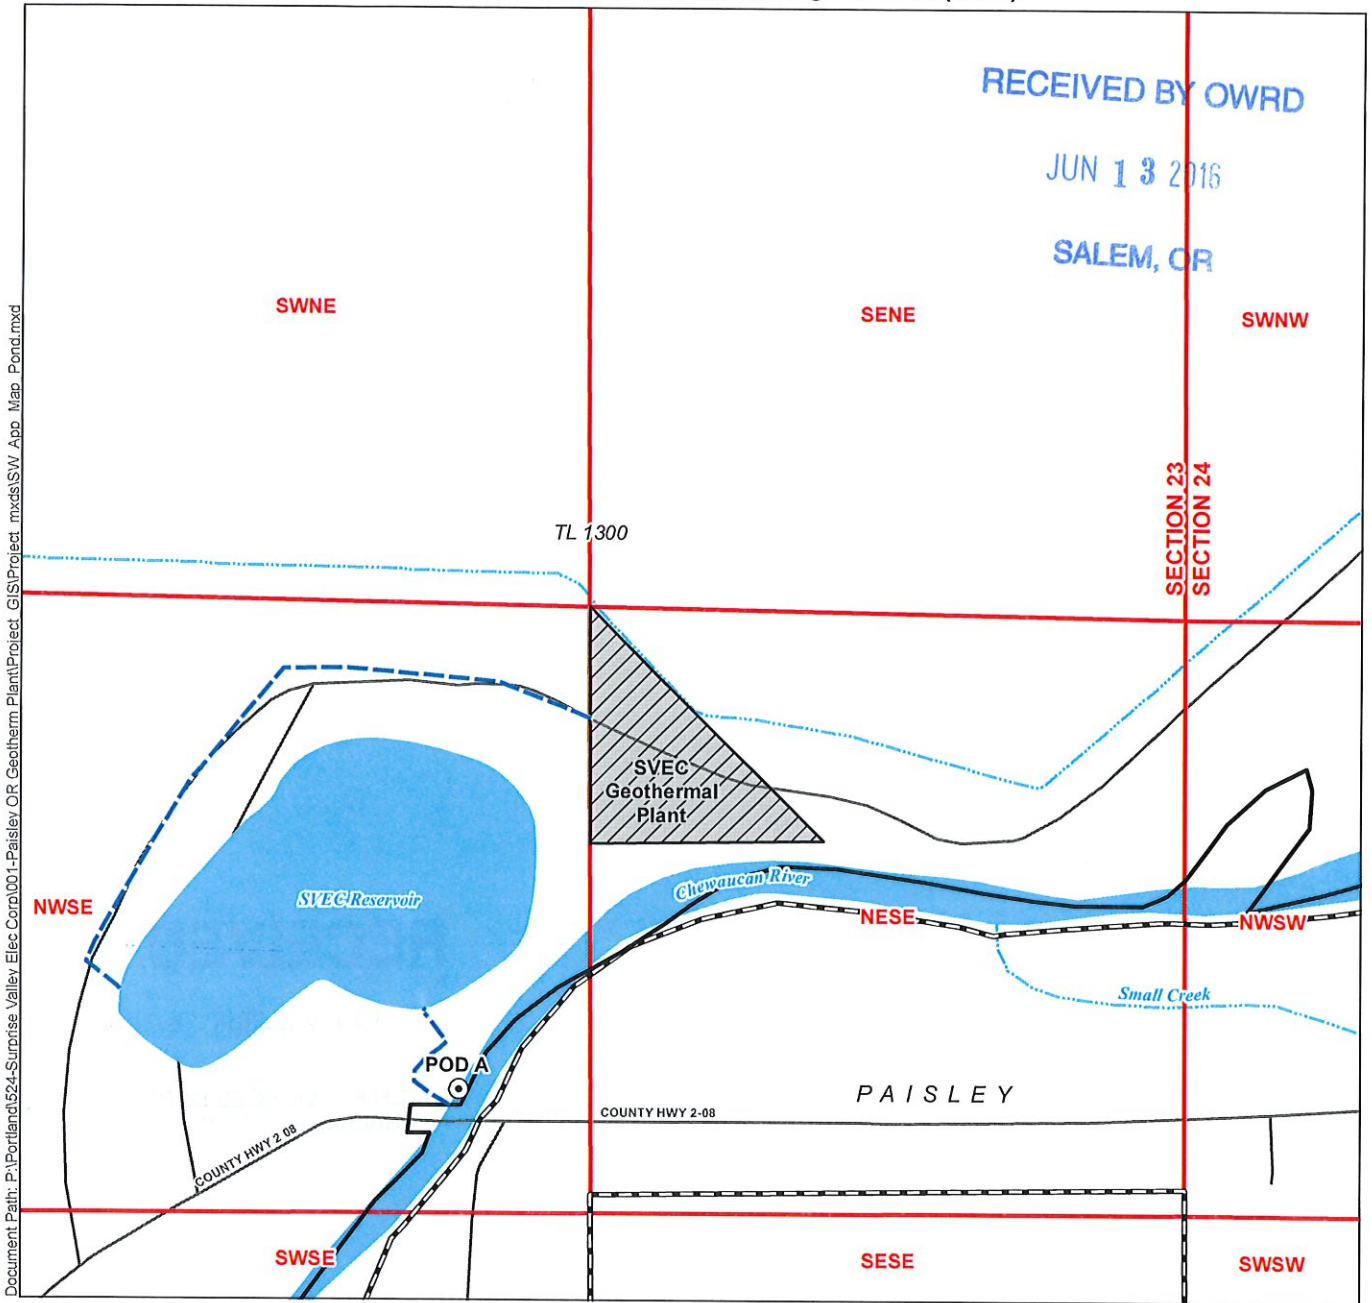 RECEIVED BY OWRD
JUN 13 2016
SALEM, OR
SWNE
SENE
SWNW
SECTION 23
SECTION 24
TL 1300
SVEC
Geothermal
Plant
Chewaucan River
SVEC Reservoir
NWSE
NESE
NWSW
Small Creek
POD A
PAISLEY
COUNTY HWY 2-08
COUNTY HWY 2 08
SWSE
SESE
SWSW
Document Path: P:\Portland\524-Surprise Valley Elec Corp\001-Paisley OR Geotherm Plant\Project GIS\Project_mxds\SW_App_Map_Pond.mxd